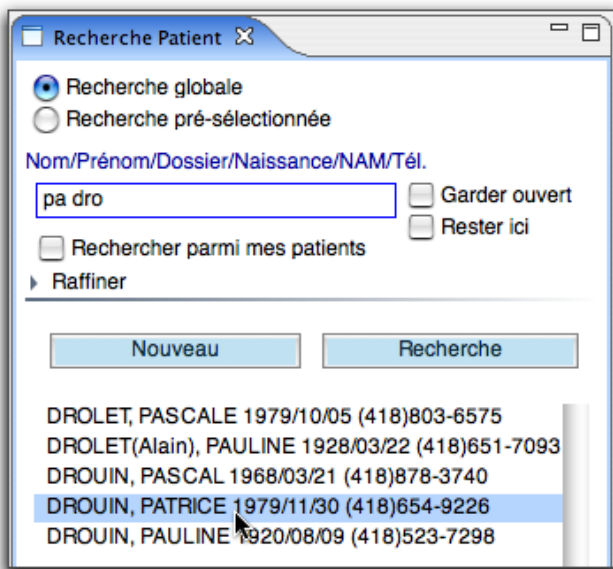 Recherche Patient
Recherche globale
Recherche pré-sélectionnée
Nom/Prénom/Dossier/Naissance/NAM/Tél.
pa dro
Garder ouvert
Rester ici
Rechercher parmi mes patients
Raffiner
Nouveau Recherche
DROLET, PASCALE 1979/10/05 (418)803-6575
DROLET(Alain), PAULINE 1928/03/22 (418)651-7093
DROUIN, PASCAL 1968/03/21 (418)878-3740
DROUIN, PATRICE 1979/11/30 (418)654-9226
DROUIN, PAULINE 1920/08/09 (418)523-7298